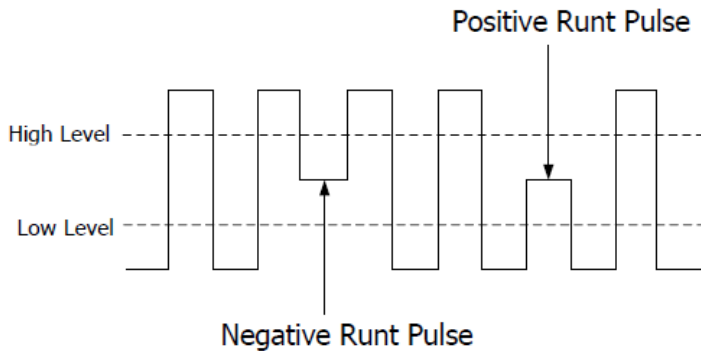 Positive Runt Pulse
High Level
Low Level
Negative Runt Pulse